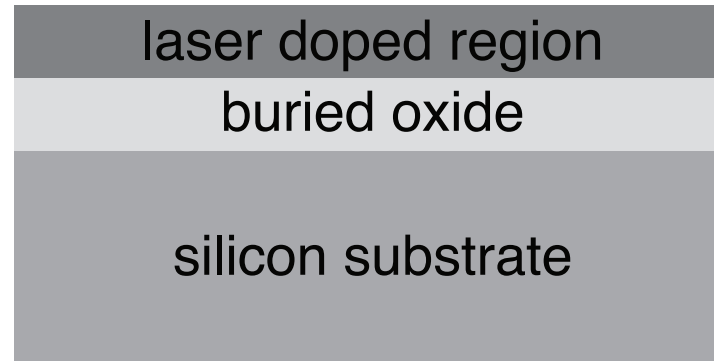 laser doped region
buried oxide
silicon substrate